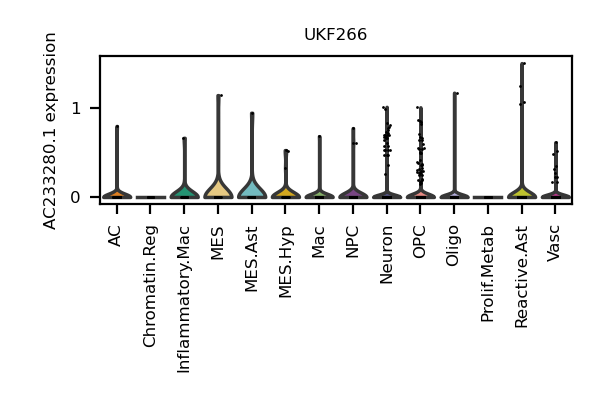 UKF266
AC233280.1 expression
1
0
AC
Chromatin.Reg
Inflammatory.Mac
MES
MES.Ast
MES.Hyp
Mac
NPC
Neuron
OPC
Oligo
Prolif.Metab
Reactive.Ast
Vasc